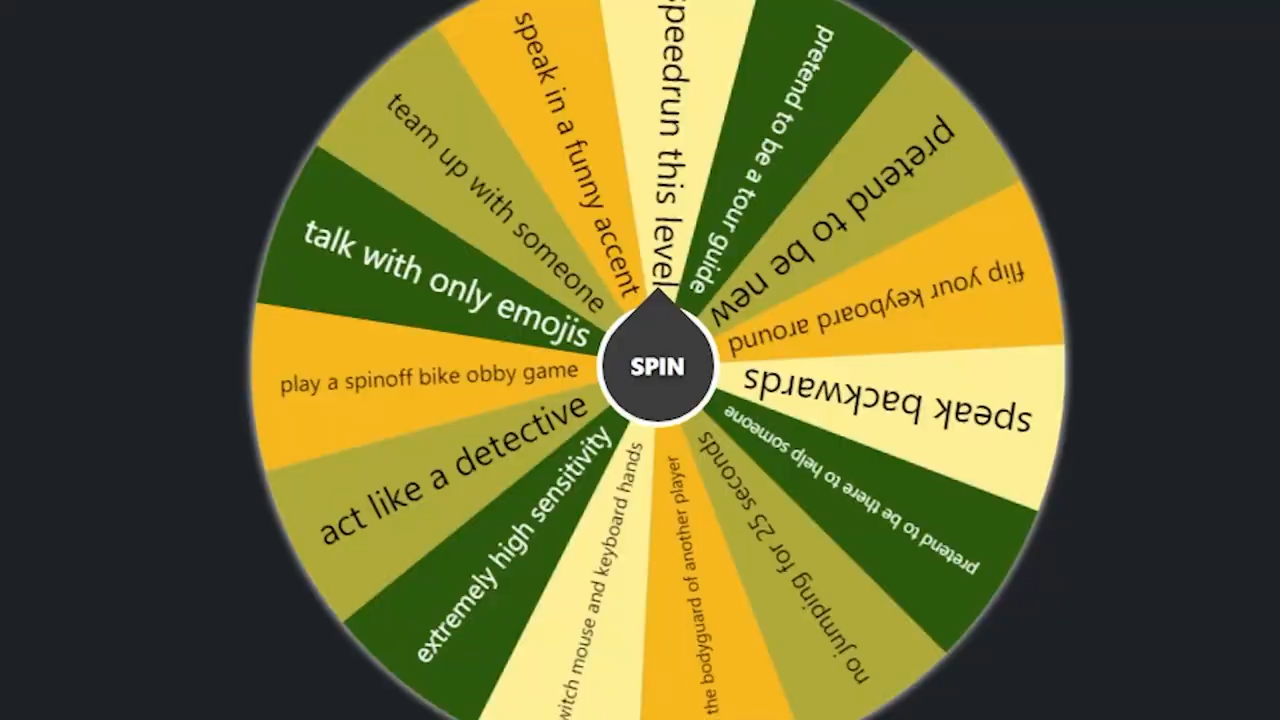 peedrun this level
pretend to be a tour guide
pretend to be new
flip your keyboard around
speak backwards
pretend to be there to help someone
no jumping for 25 seconds
the bodyguard of another player
witch mouse and keyboard hands
extremely high sensitivity
act like a detective
play a spinoff bike obby game
talk with only emojis
team up with someone
speak in a funny accent
SPIN